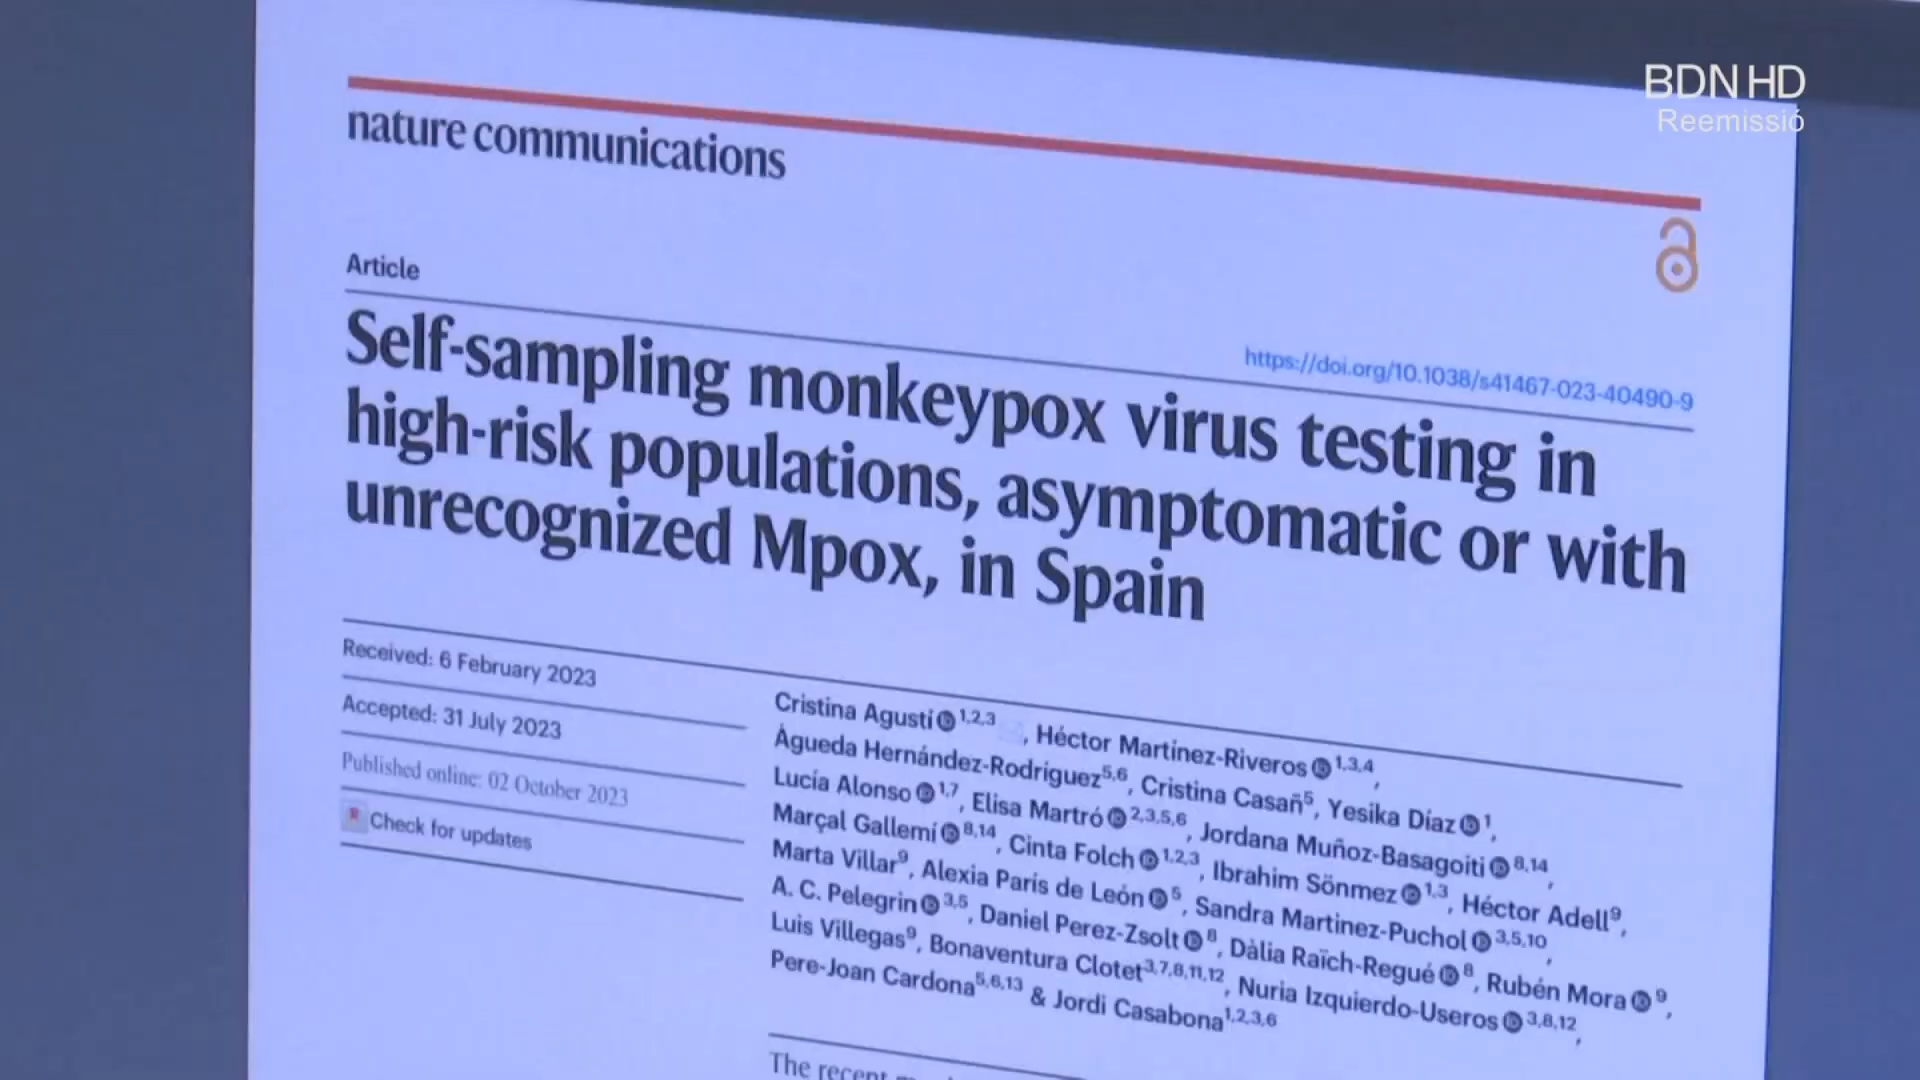 BDN HD
Reemissió
nature communications
Article
https://doi.org/10.1038/s41467-023-40490-9
Self-sampling monkeypox virus testing in
high-risk populations, asymptomatic or with
unrecognized Mpox, in Spain
Received: 6 February 2023
Accepted: 31 July 2023
Published online: 02 October 2023
Check for updates
Cristina Agustí 1,2,3, Héctor Martínez-Riveros 1,3,4,
Águeda Hernández-Rodríguez5,6, Cristina Casañ5, Yesika Díaz 1,
Lucía Alonso 1,7, Elisa Martró 2,3,5,6, Jordana Muñoz-Basagoiti 8,14,
Marçal Gallemí 8,14, Cinta Folch 1,2,3, Ibrahim Sönmez 1,3, Héctor Adell9,
Marta Villar9, Alexia París de León 5, Sandra Martinez-Puchol 3,5,10,
A. C. Pelegrin 3,5, Daniel Perez-Zsolt 8, Dàlia Raïch-Regué 8, Rubén Mora 9,
Luis Villegas9, Bonaventura Clotet3,7,8,11,12, Nuria Izquierdo-Useros 3,8,12,
Pere-Joan Cardona5,6,13 & Jordi Casabona1,2,3,6
The recent